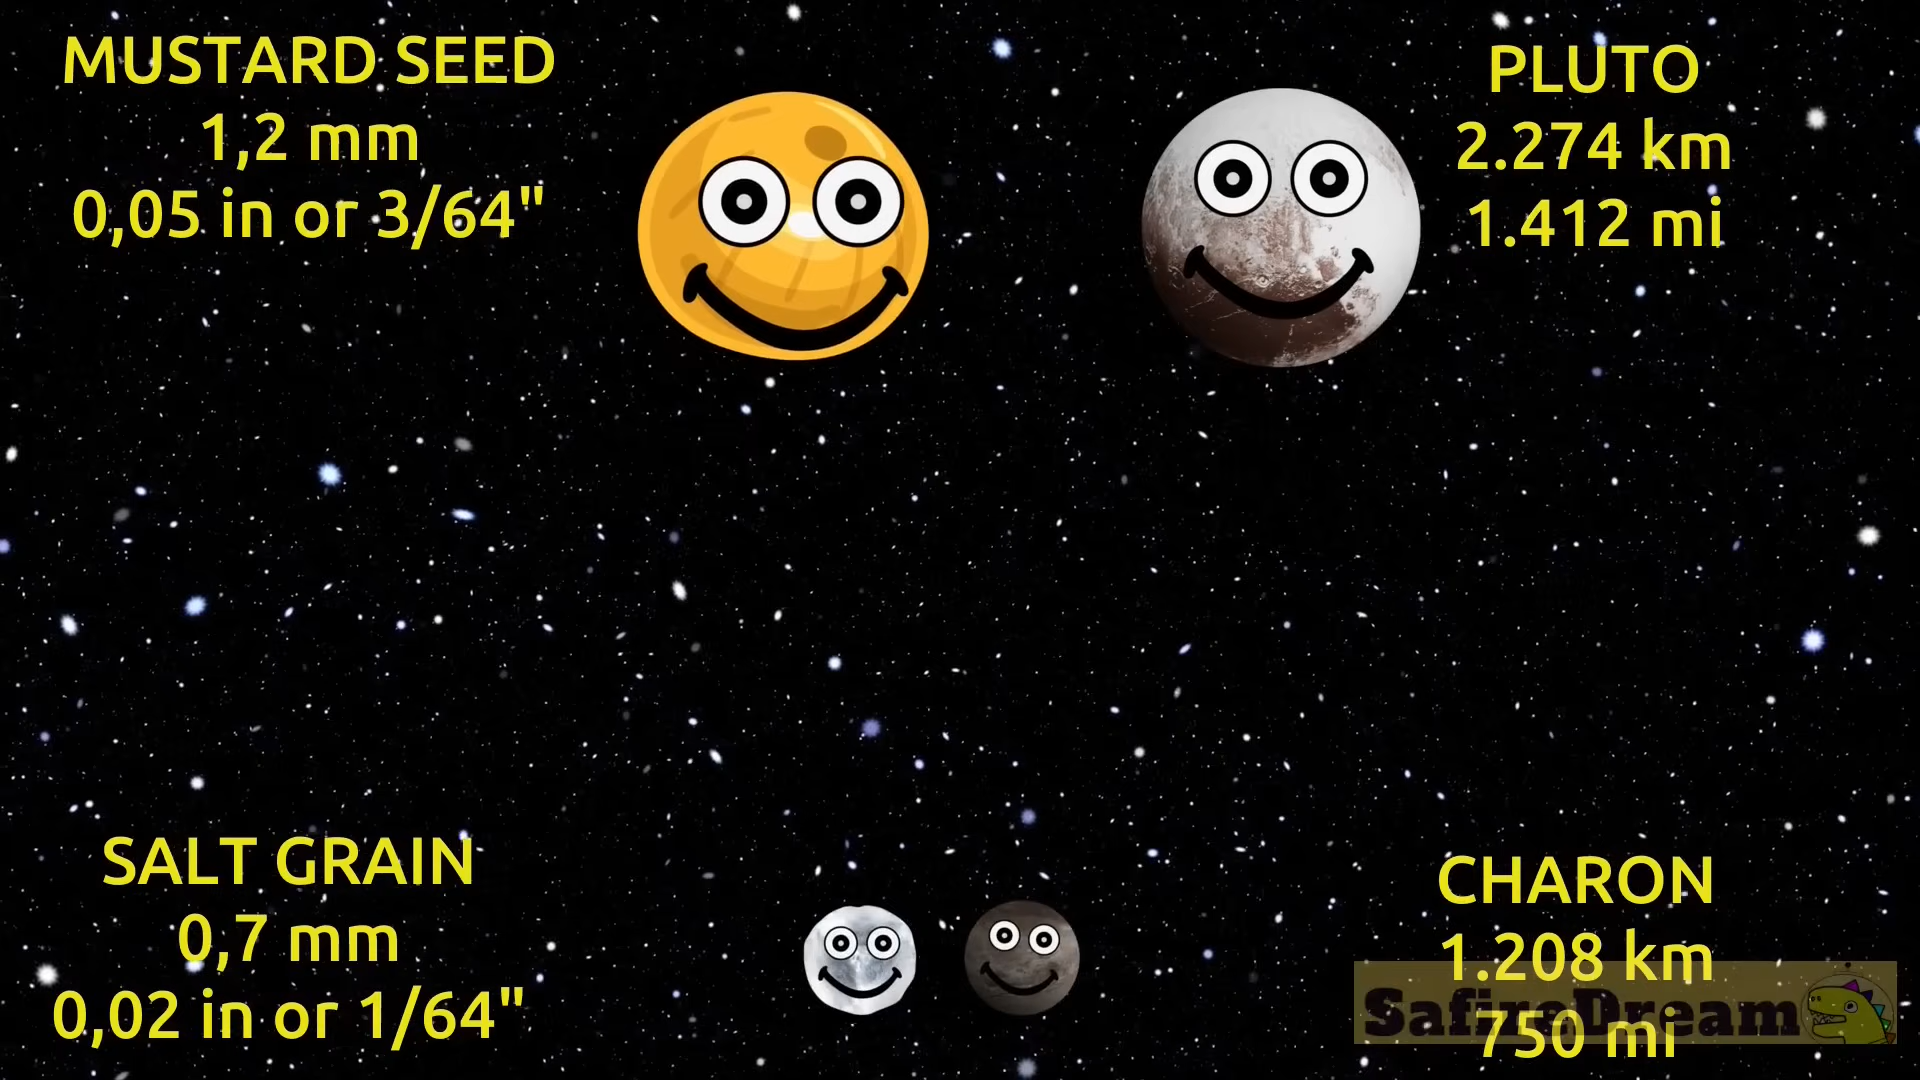 MUSTARD SEED
1,2 mm
0,05 in or 3/64"
PLUTO
2.274 km
1.412 mi
SALT GRAIN
0,7 mm
0,02 in or 1/64"
CHARON
1.208 km
750 mi
SafireDream